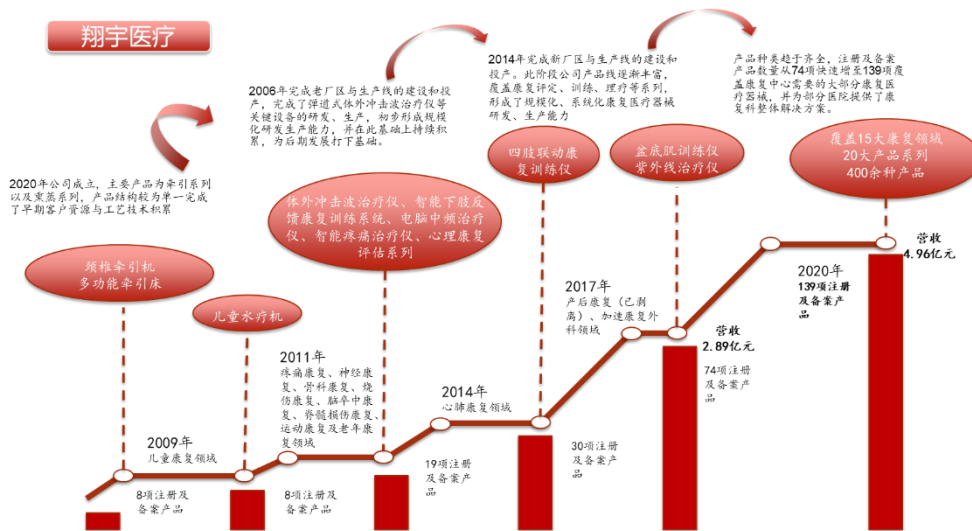 翔宇医疗
2020年公司成立，主要产品为牵引系列
以及熏蒸系列，产品结构较为单一完成
了早期客户资源与工艺技术积累
2006年完成老厂区与生产线的建设和投
产，完成了弹道式体外冲击波治疗仪等
关键设备的研发、生产，初步形成规模
化研发生产能力，并在此基础上持续积
累，为后期发展打下基础。
2014年完成新厂区与生产线的建设和
投产。此阶段公司产品线逐渐丰富，
覆盖康复评定、训练、理疗等系列，
形成了规模化、系统化康复医疗器械
研发、生产能力
产品种类趋于齐全，注册及备案
产品数量从74项快速增至139项覆
盖康复中心需要的大部分康复医
疗器械，并为部分医院提供了康
复科整体解决方案。
颈椎牵引机
多功能牵引床
儿童水疗机
体外冲击波治疗仪、智能下肢反
馈康复训练系统、电脑中频治疗
仪、智能疼痛治疗仪、心理康复
评估系列
四肢联动康
复训练仪
盆底肌训练仪
紫外线治疗仪
覆盖15大康复领域
20大产品系列
400余种产品
2009年
儿童康复领域
2011年
疼痛康复、神经康
复、骨科康复、烧
伤康复、脑卒中康
复、脊髓损伤康复、
运动康复及老年康
复领域
2014年
心肺康复领域
2017年
产后康复（已剥
离）、加速康复外
科领域
营收
2.89亿元
2020年
139项注册
及备案产
品
营收
4.96亿元
8项注册及
备案产品
8项注册及
备案产品
19项注册
及备案产
品
30项注册
及备案产
品
74项注册
及备案产
品